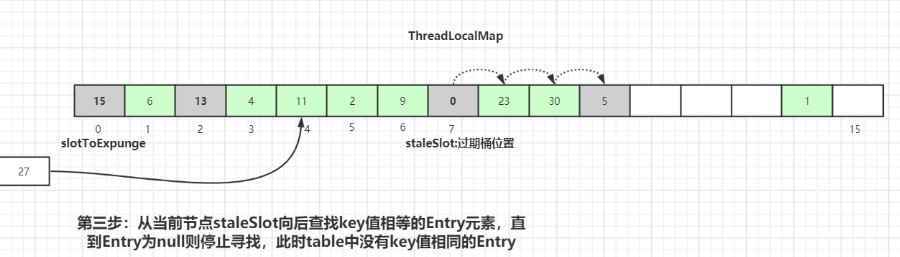 ThreadLocalMap
15 6 13 4 11 2 9 0 23 30 5 1
0 1 2 3 4 5 6 7 15
slotToExpunge staleSlot:过期桶位置
27
第三步：从当前节点staleSlot向后查找key值相等的Entry元素，直
到Entry为null则停止寻找，此时table中没有key值相同的Entry